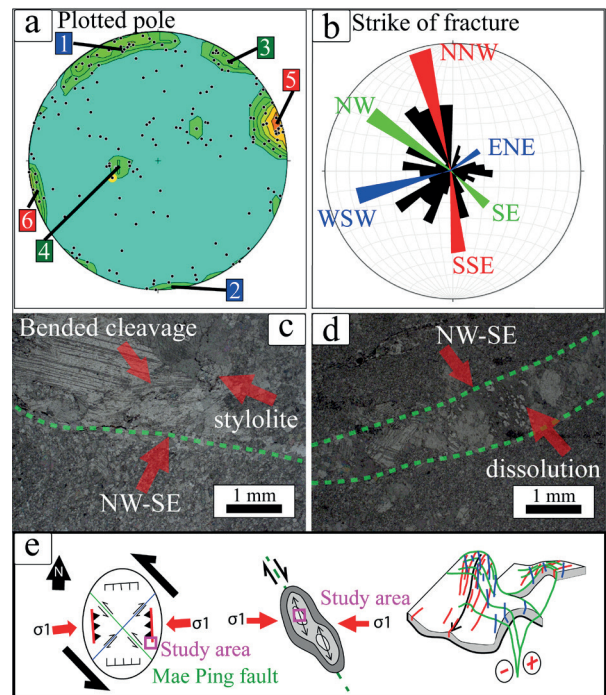 a
Plotted pole
1
3
5
6
4
2
b
Strike of fracture
NNW
NW
ENE
WSW
SE
SSE
Bended cleavage
c
stylolite
NW-SE
1 mm
d
NW-SE
dissolution
1 mm
e
N
σ1
σ1
Study area
Mae Ping fault
σ1
Study area
σ1
- +